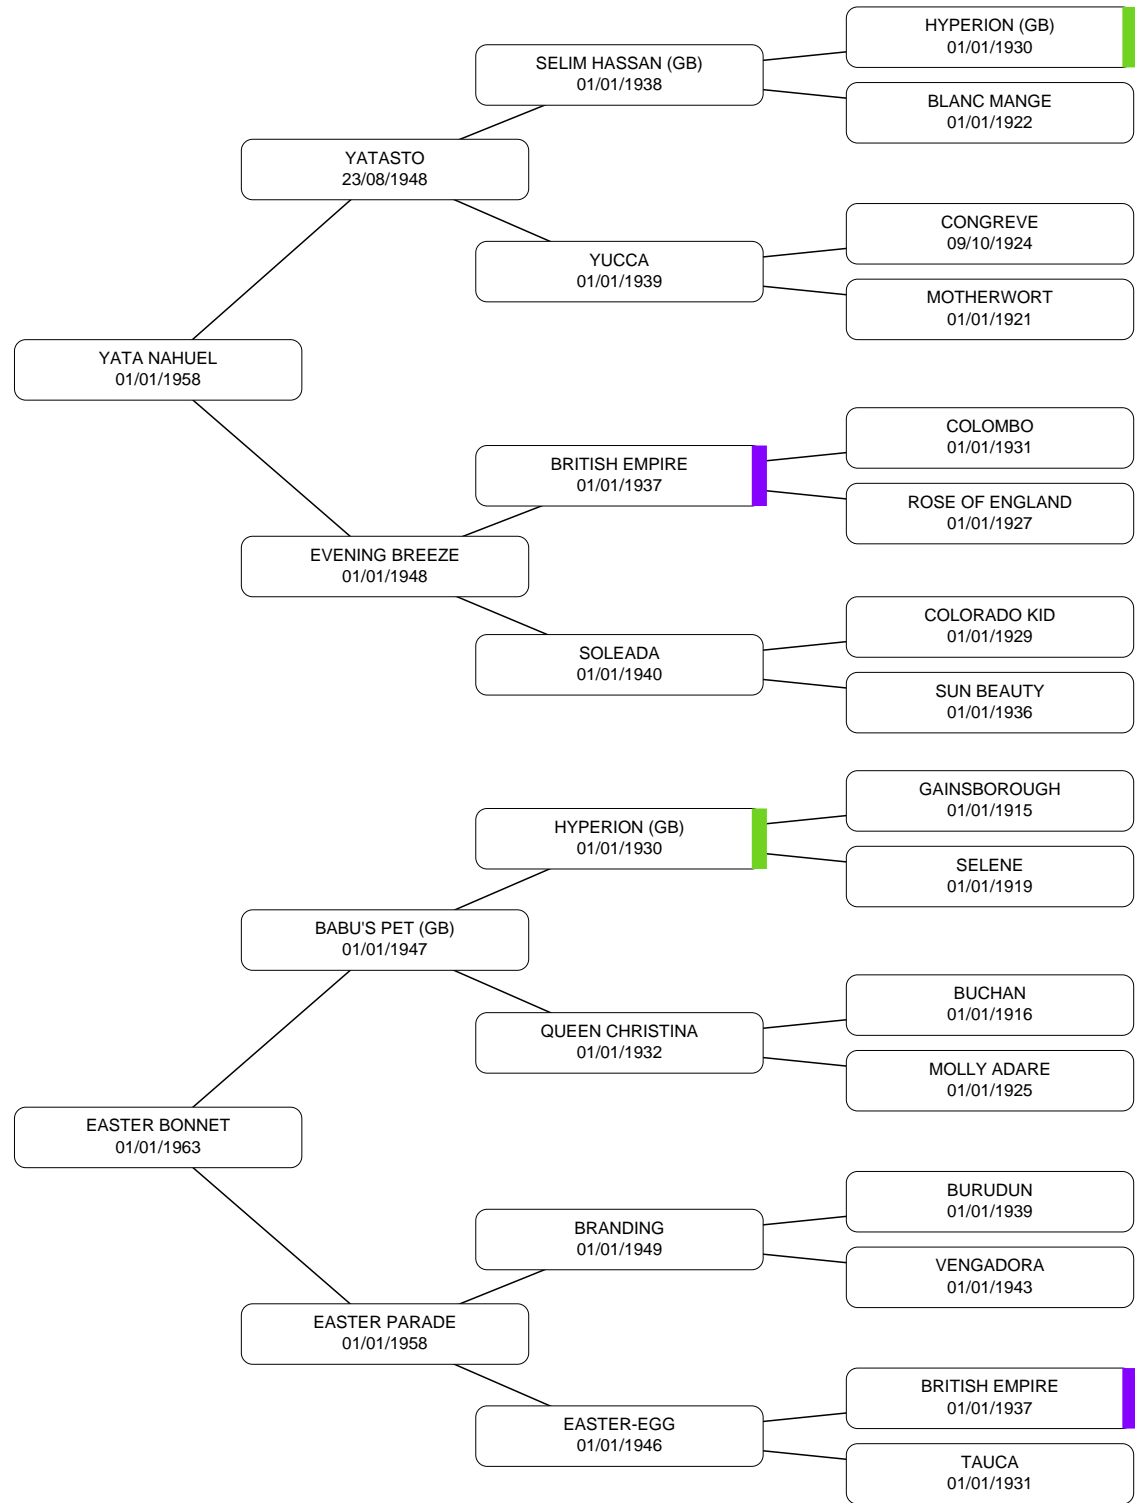 HYPERION (GB)
01/01/1930
SELIM HASSAN (GB)
01/01/1938
BLANC MANGE
01/01/1922
YATASTO
23/08/1948
CONGREVE
09/10/1924
YUCCA
01/01/1939
MOTHERWORT
01/01/1921
YATA NAHUEL
01/01/1958
COLOMBO
01/01/1931
BRITISH EMPIRE
01/01/1937
ROSE OF ENGLAND
01/01/1927
EVENING BREEZE
01/01/1948
COLORADO KID
01/01/1929
SOLEADA
01/01/1940
SUN BEAUTY
01/01/1936
GAINSBOROUGH
01/01/1915
HYPERION (GB)
01/01/1930
SELENE
01/01/1919
BABU'S PET (GB)
01/01/1947
BUCHAN
01/01/1916
QUEEN CHRISTINA
01/01/1932
MOLLY ADARE
01/01/1925
EASTER BONNET
01/01/1963
BURUDUN
01/01/1939
BRANDING
01/01/1949
VENGADORA
01/01/1943
EASTER PARADE
01/01/1958
BRITISH EMPIRE
01/01/1937
EASTER-EGG
01/01/1946
TAUCA
01/01/1931